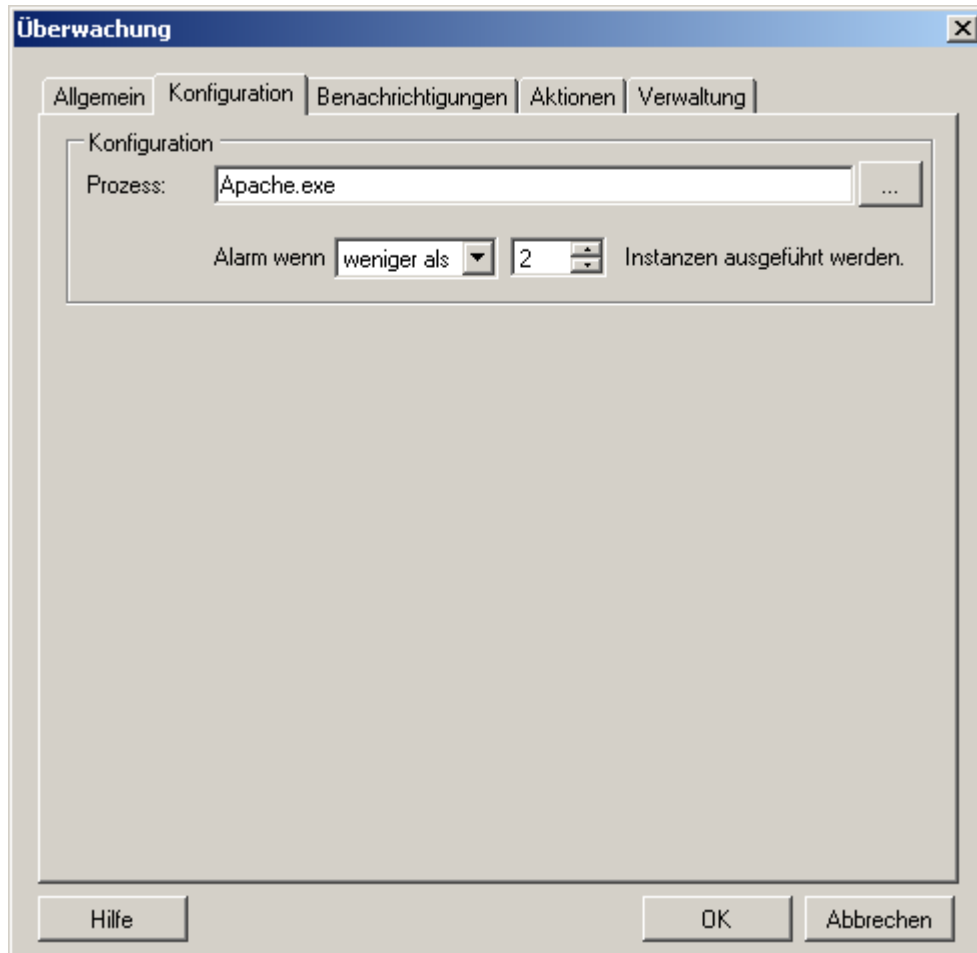 Überwachung
Allgemein Konfiguration Benachrichtigungen Aktionen Verwaltung
Konfiguration
Prozess: Apache.exe ...
Alarm wenn weniger als 2 Instanzen ausgeführt werden.
Hilfe OK Abbrechen